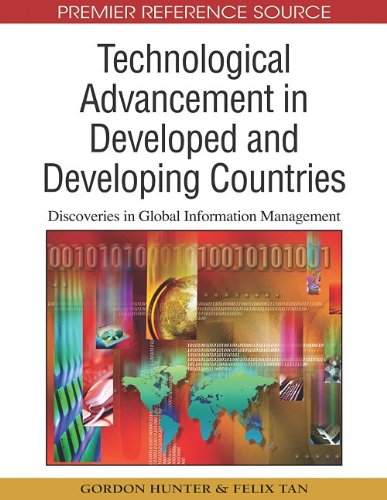 PREMIER REFERENCE SOURCE
Technological
Advancement in
Developed and
Developing Countries
Discoveries in Global Information Management
GORDON HUNTER & FELIX TAN